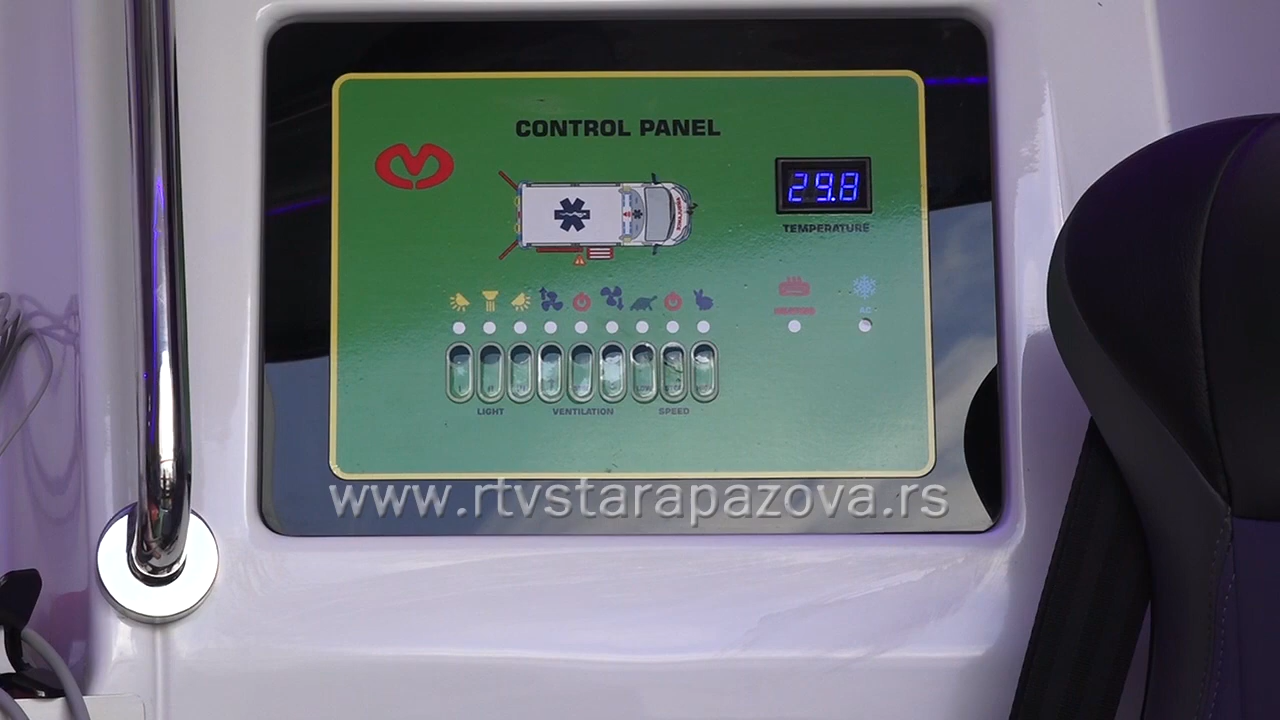 CONTROL PANEL
29.8
TEMPERATURE
HEATING
AC
LIGHT
VENTILATION
SPEED
www.rtvstarapazova.rs